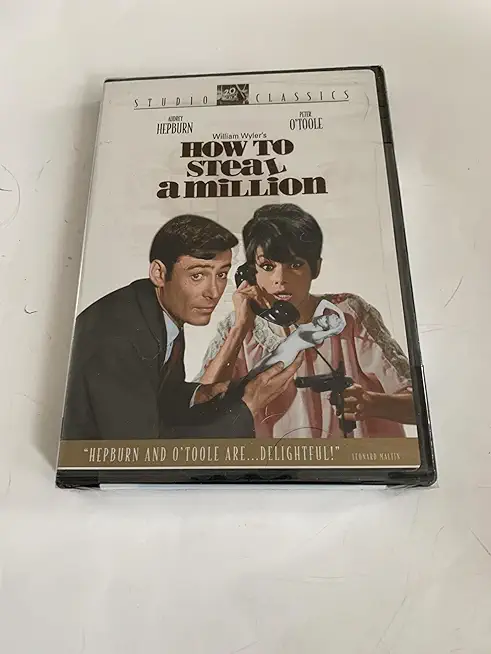 STUDIO 20 CLASSICS
AUDREY
HEPBURN
PETER
O'TOOLE
William Wyler's
HOW TO
STEAL
A MILLION
"HEPBURN AND O'TOOLE ARE...DELIGHTFUL!" LEONARD MALTIN